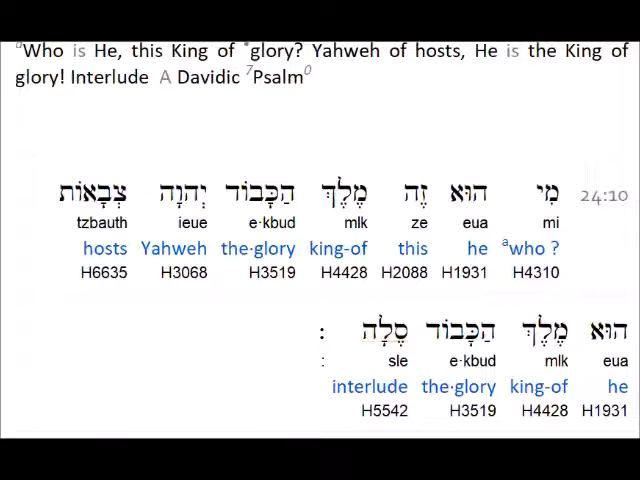 ᵃWho is He, this King of •glory? Yahweh of hosts, He is the King of
glory! Interlude A Davidic ⁷Psalm⁰
24:10 מִי הוּא זֶה מֶלֶךְ הַכָּבוֹד יְהוָה צְבָאוֹת
tzbauth ieue e·kbud mlk ze eua mi
hosts Yahweh the·glory king-of this he ᵃwho ?
H6635 H3068 H3519 H4428 H2088 H1931 H4310
הוּא מֶלֶךְ הַכָּבוֹד סֶלָה :
: sle e·kbud mlk eua
interlude the·glory king-of he
H5542 H3519 H4428 H1931